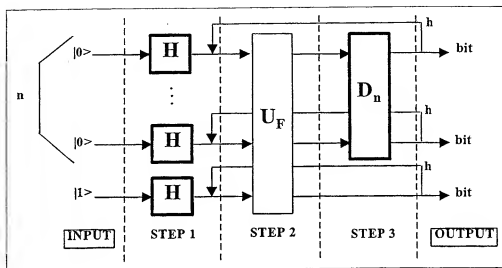 h
|0> H bit
...
n
U_F D_n
h
|0> H bit
h
|1> H bit
INPUT STEP 1 STEP 2 STEP 3 OUTPUT